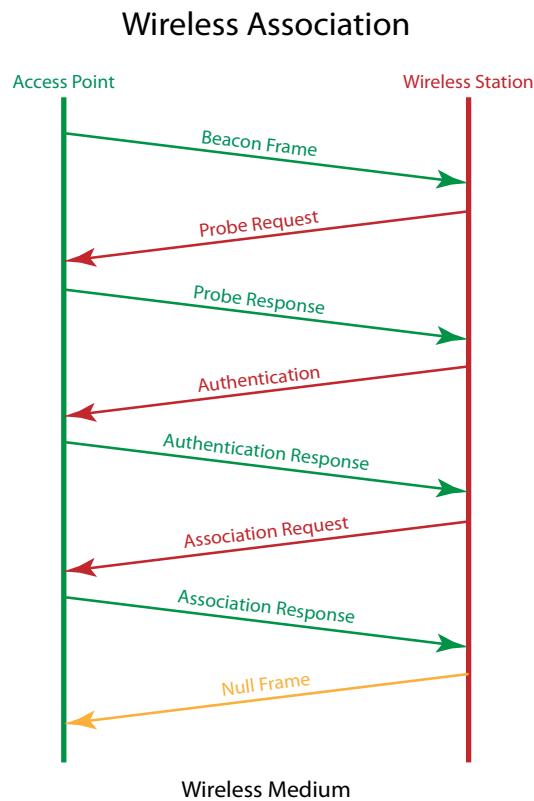 Wireless Association
Access Point
Wireless Station
Beacon Frame
Probe Request
Probe Response
Authentication
Authentication Response
Association Request
Association Response
Null Frame
Wireless Medium